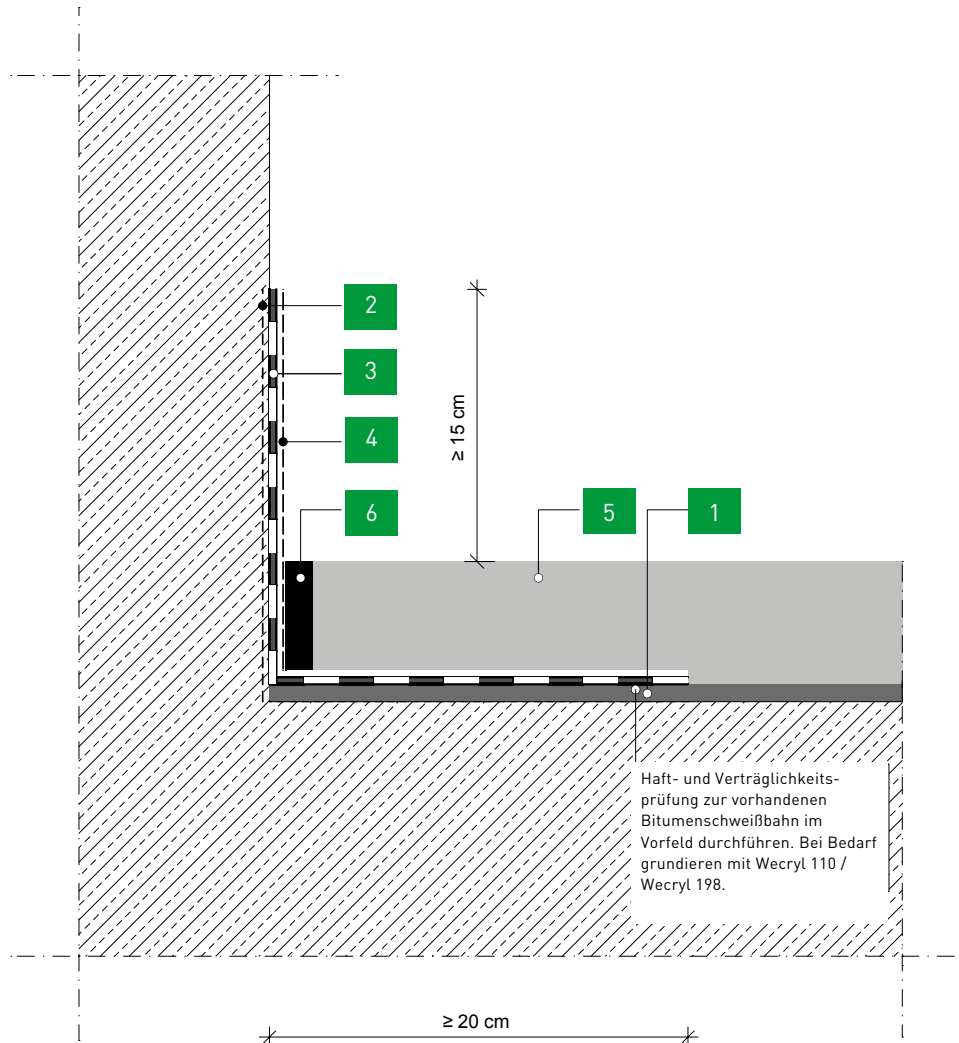 2
3
≥ 15 cm
4
6
5
1
Haft- und Verträglichkeits-
prüfung zur vorhandenen
Bitumenschweißbahn im
Vorfeld durchführen. Bei Bedarf
grundieren mit Wecryl 110 /
Wecryl 198.
≥ 20 cm